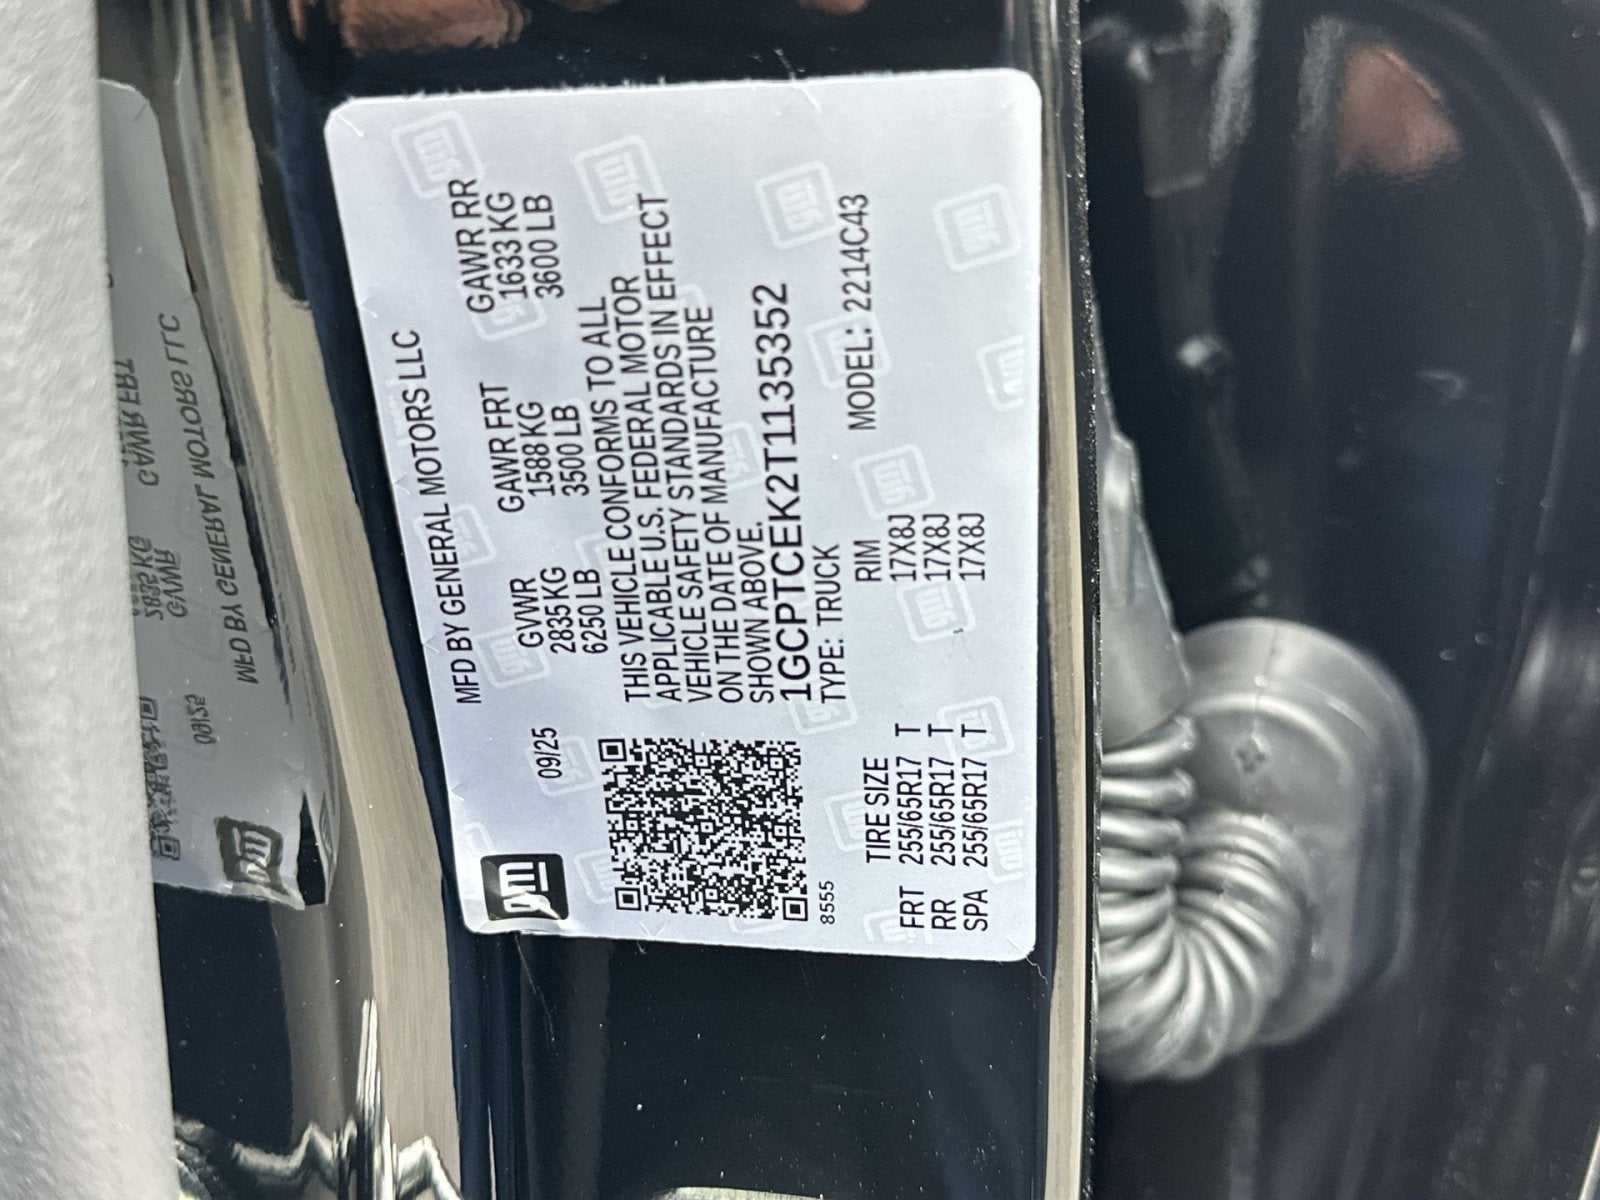 gm
MFD BY GENERAL MOTORS LLC
09/25 GVWR GAWR FRT GAWR RR
2835 KG 1588 KG 1633 KG
6250 LB 3500 LB 3600 LB
THIS VEHICLE CONFORMS TO ALL
APPLICABLE U.S. FEDERAL MOTOR
VEHICLE SAFETY STANDARDS IN EFFECT
ON THE DATE OF MANUFACTURE
SHOWN ABOVE.
1GCPTCEK2T1135352
8555 TYPE: TRUCK MODEL: 2214C43
TIRE SIZE RIM
FRT 255/65R17 T 17X8J
RR 255/65R17 T 17X8J
SPA 255/65R17 T 17X8J